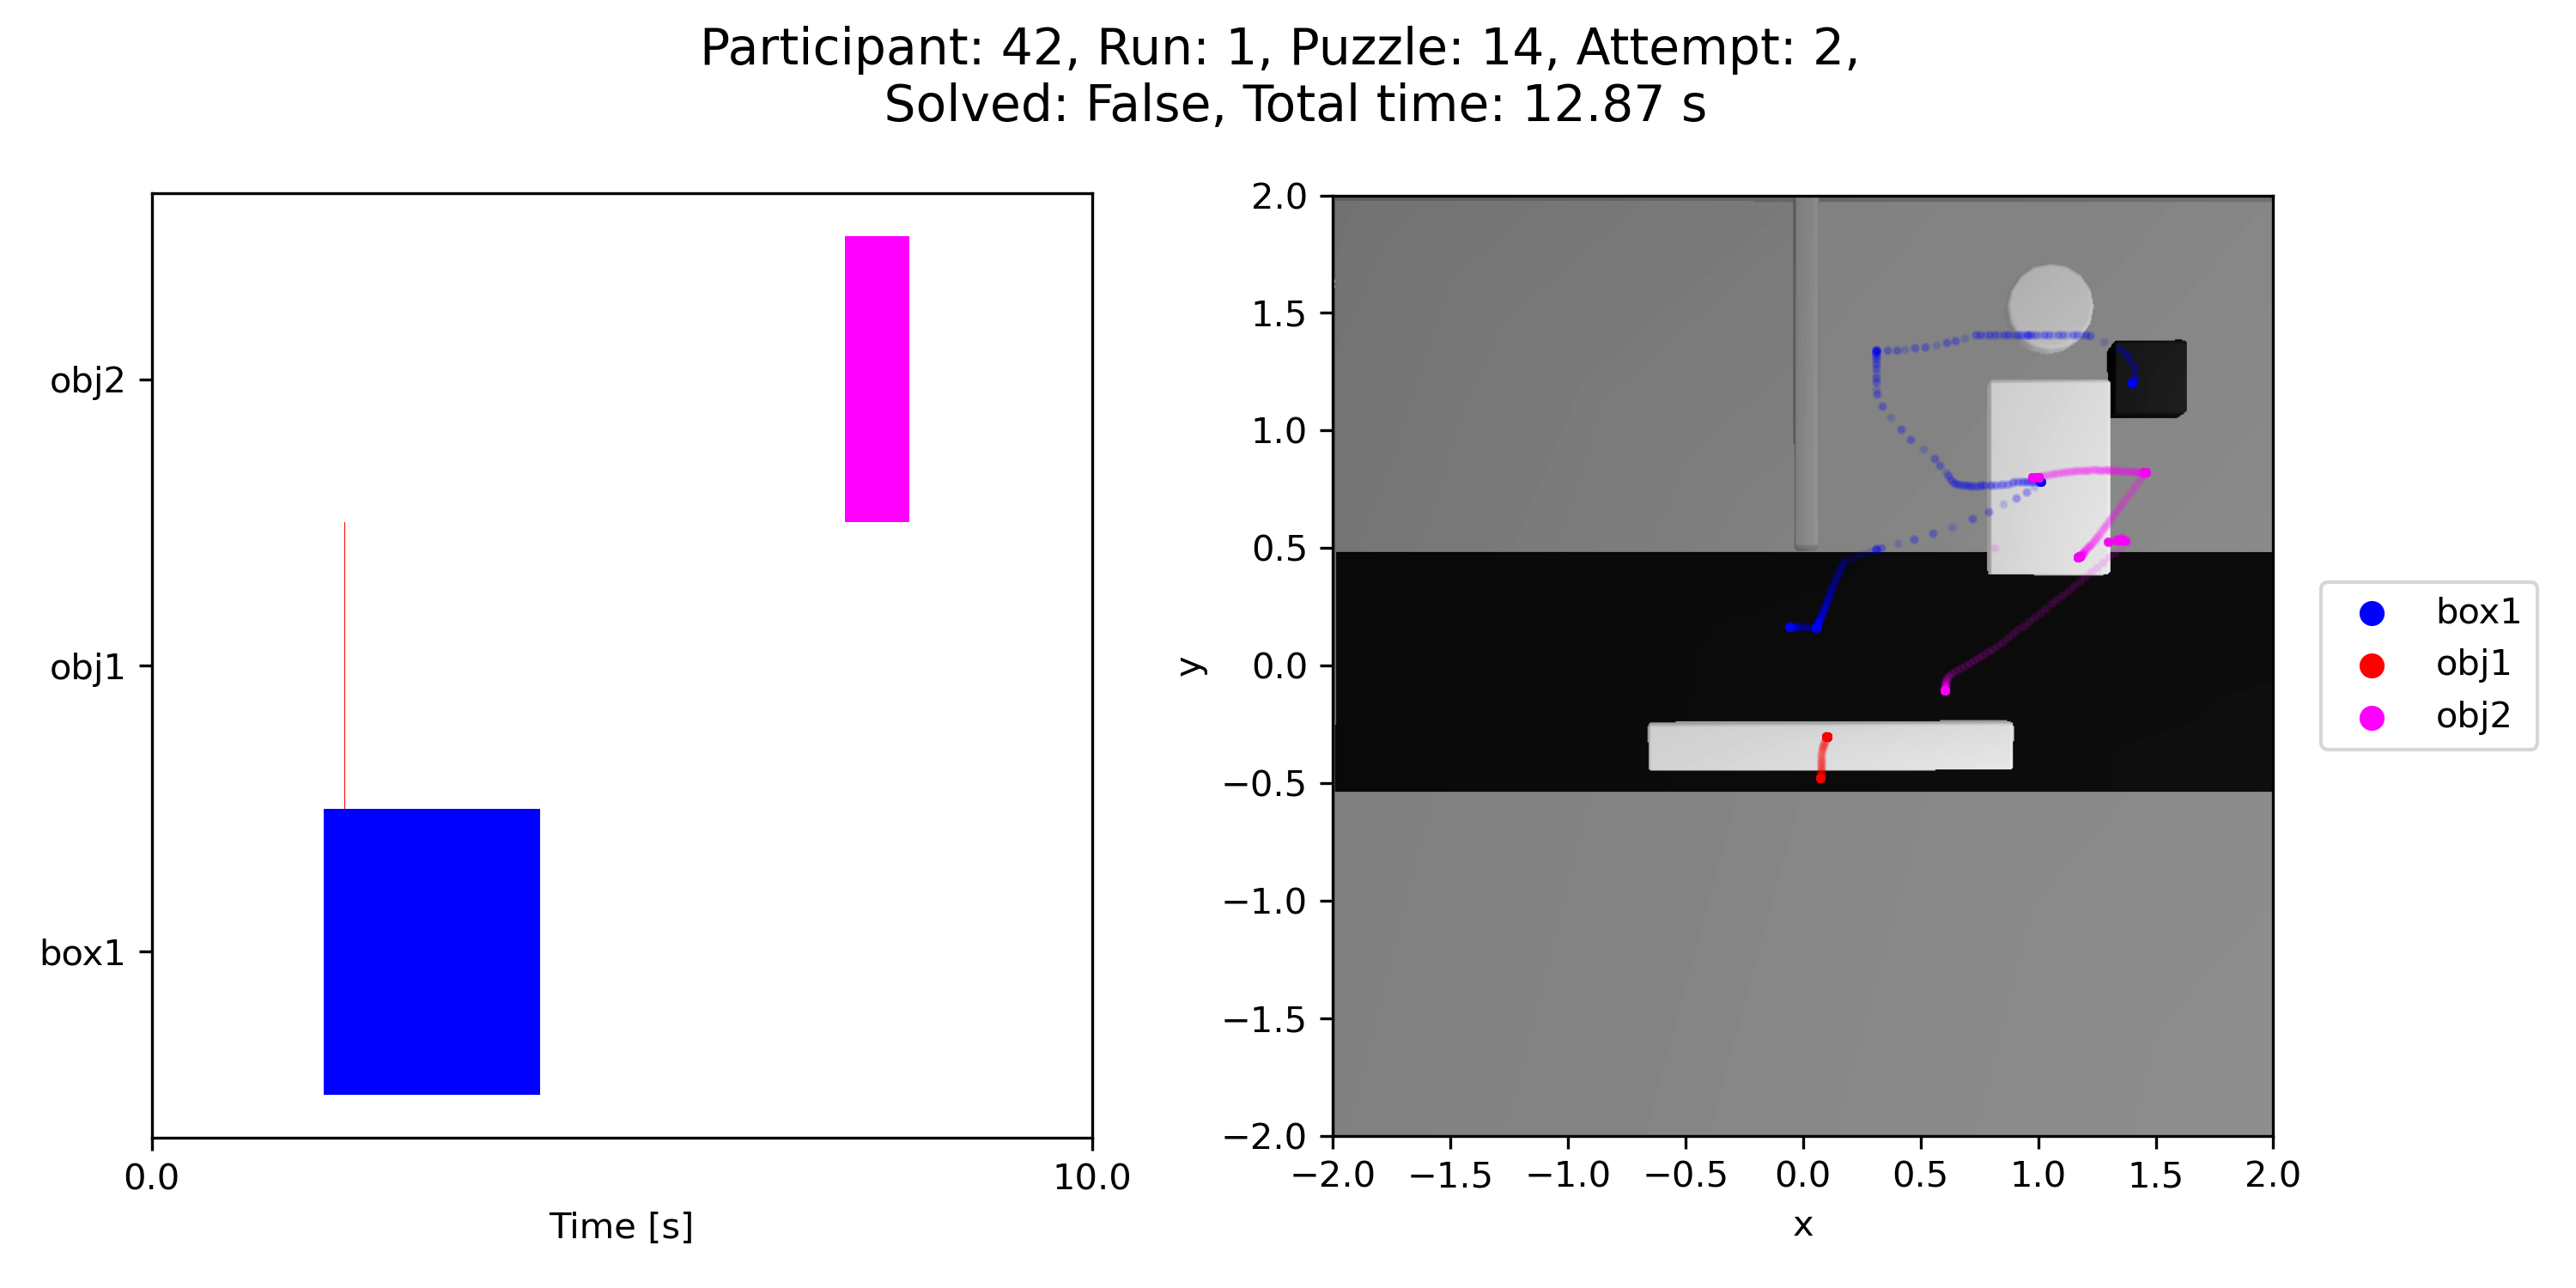 Participant: 42, Run: 1, Puzzle: 14, Attempt: 2,
Solved: False, Total time: 12.87 s
obj2
obj1
box1
0.0
10.0
Time [s]
2.0
1.5
1.0
0.5
0.0
−0.5
−1.0
−1.5
−2.0
y
−2.0
−1.5
−1.0
−0.5
0.0
0.5
1.0
1.5
2.0
x
box1
obj1
obj2